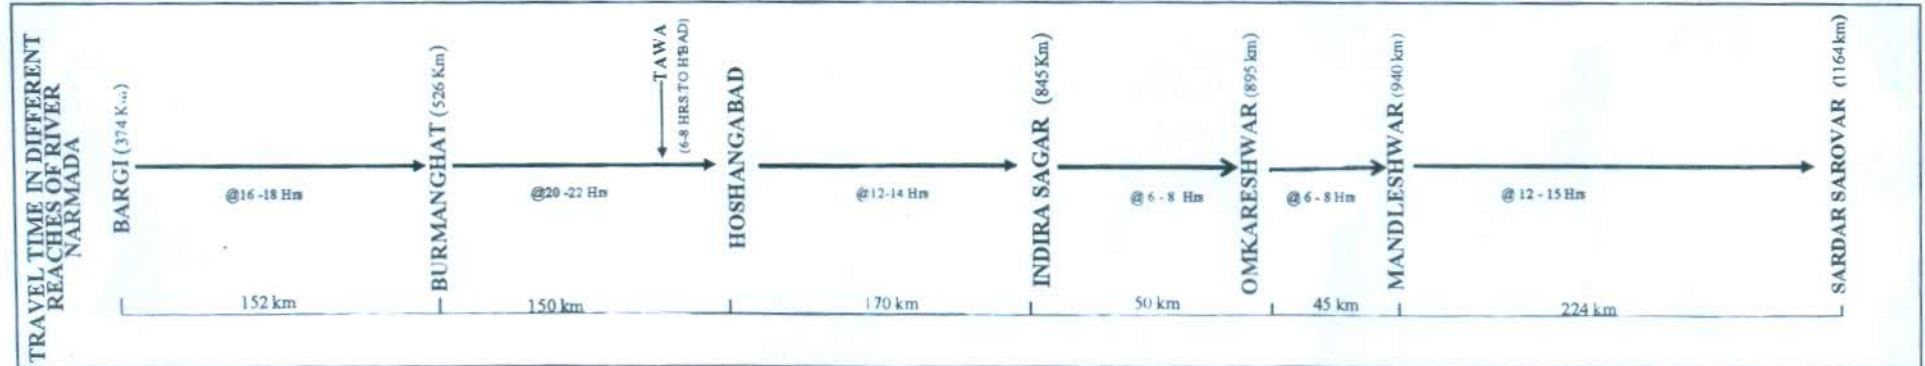 TRAVEL TIME IN DIFFERENT
REACHES OF RIVER
NARMADA
BARGI (374 Km)
@16 -18 Hrs
152 km
BURMANGHAT (526 Km)
@20 -22 Hrs
150 km
TAWA
(6-8 HRS.TO H'BAD)
HOSHANGABAD
@12-14 Hrs
170 km
INDIRA SAGAR (845 Km)
@ 6 - 8 Hrs
50 km
OMKARESHWAR (895 km)
@ 6 - 8 Hrs
45 km
MANDLESHWAR (940 km)
@ 12 - 15 Hrs
224 km
SARDAR SAROVAR (1164 km)